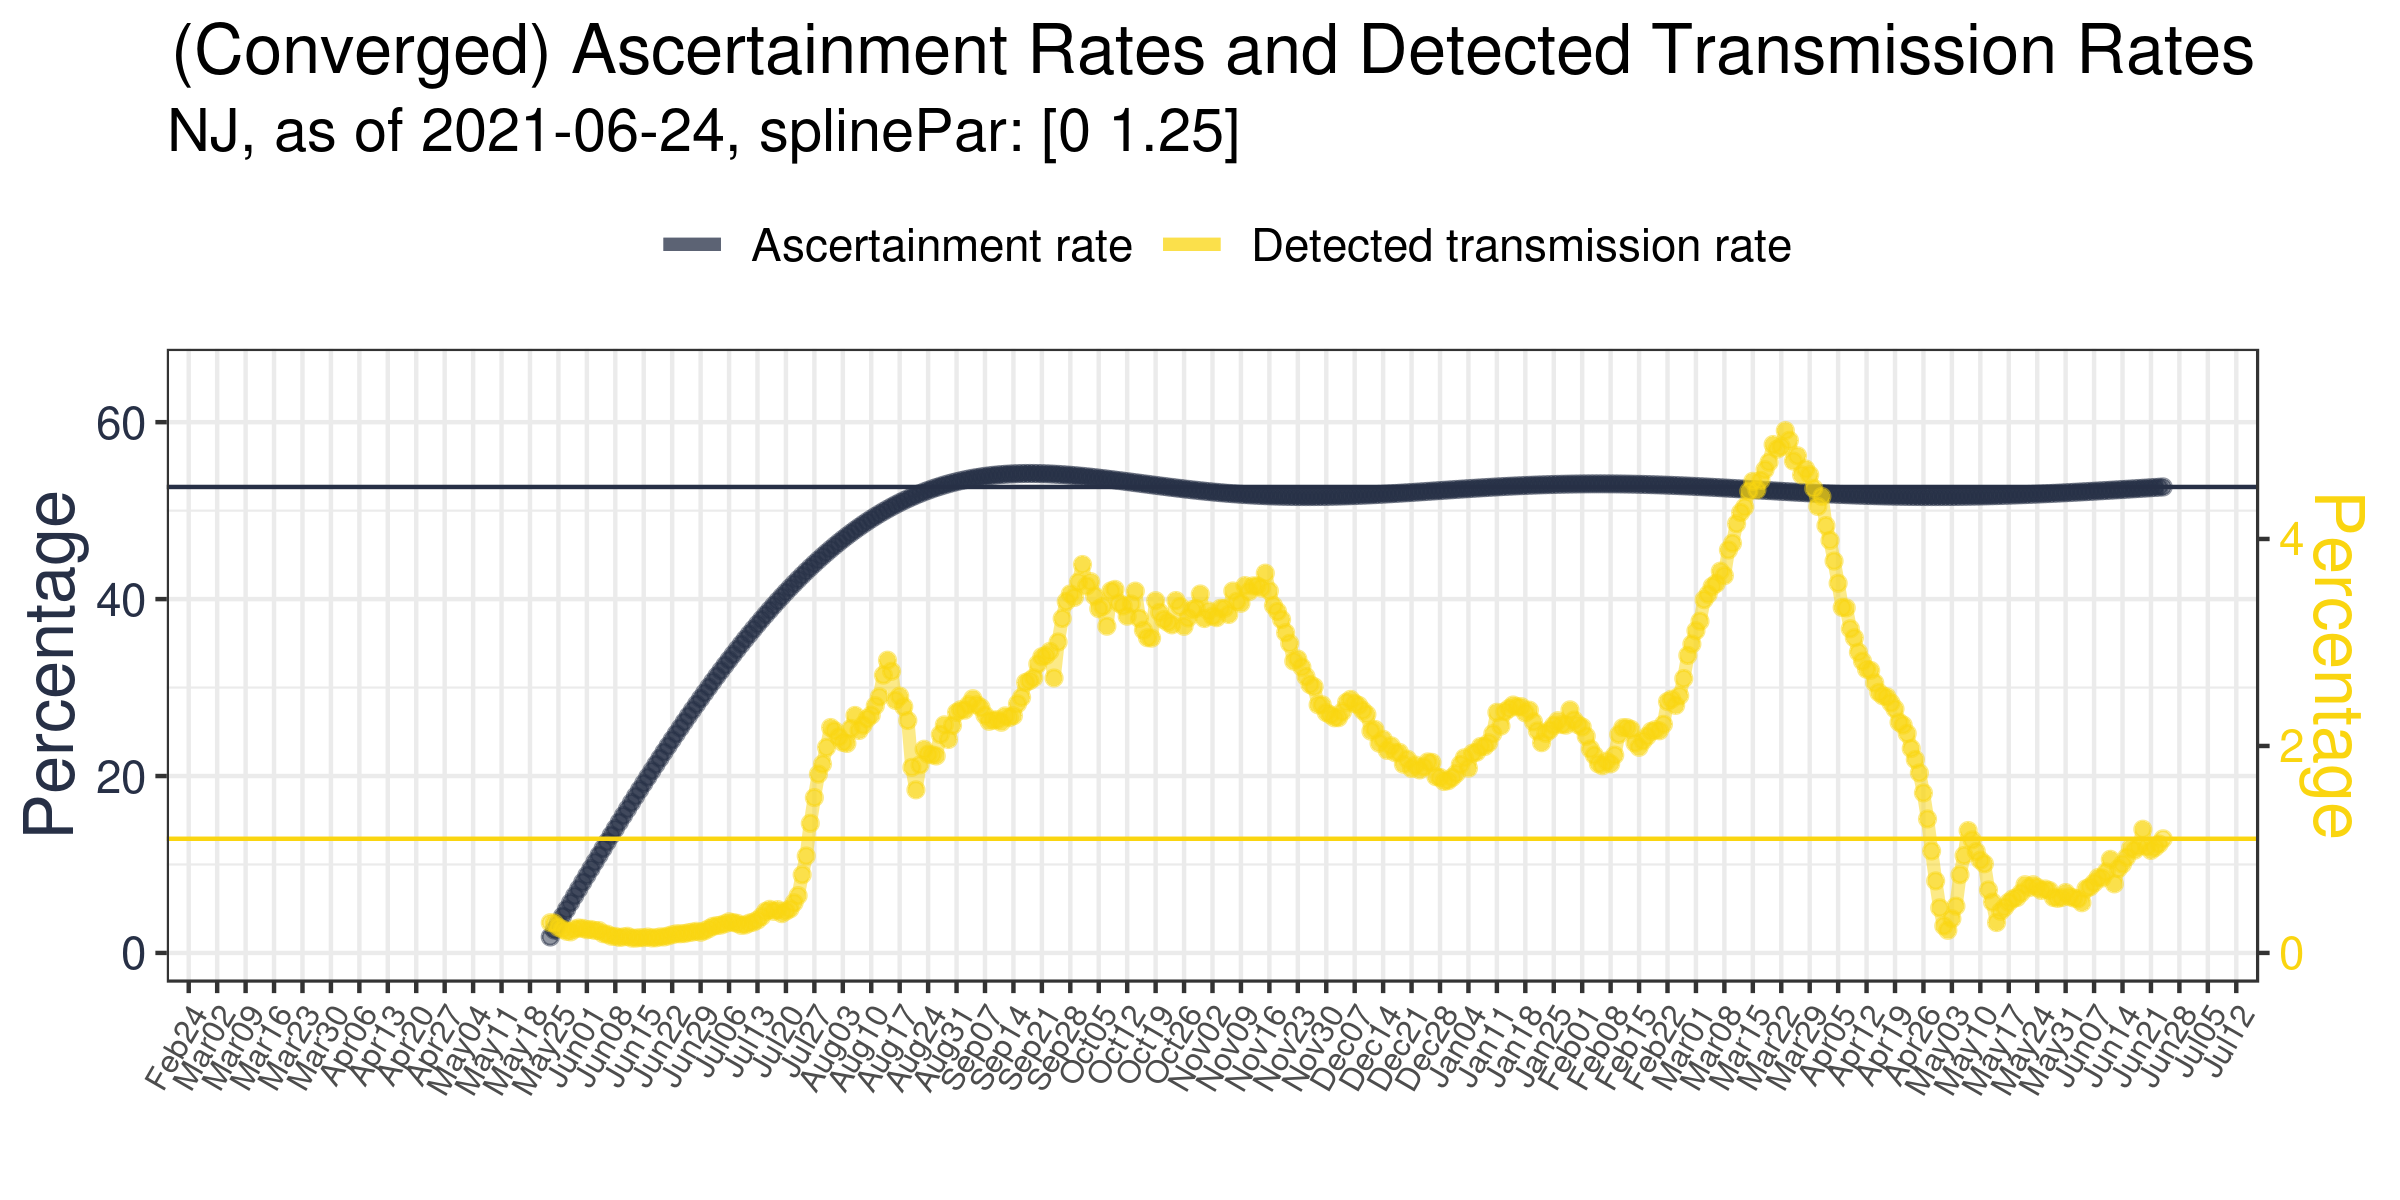 (Converged) Ascertainment Rates and Detected Transmission Rates
NJ, as of 2021-06-24, splinePar: [0 1.25]
Ascertainment rate
Detected transmission rate
Percentage
60
40
20
0
4
2
0
Percentage
Feb24
Mar02
Mar09
Mar16
Mar23
Mar30
Apr06
Apr13
Apr20
Apr27
May04
May11
May18
May25
Jun01
Jun08
Jun15
Jun22
Jun29
Jul06
Jul13
Jul20
Jul27
Aug03
Aug10
Aug17
Aug24
Aug31
Sep07
Sep14
Sep21
Sep28
Oct05
Oct12
Oct19
Oct26
Nov02
Nov09
Nov16
Nov23
Nov30
Dec07
Dec14
Dec21
Dec28
Jan04
Jan11
Jan18
Jan25
Feb01
Feb08
Feb15
Feb22
Mar01
Mar08
Mar15
Mar22
Mar29
Apr05
Apr12
Apr19
Apr26
May03
May10
May17
May24
May31
Jun07
Jun14
Jun21
Jun28
Jul05
Jul12